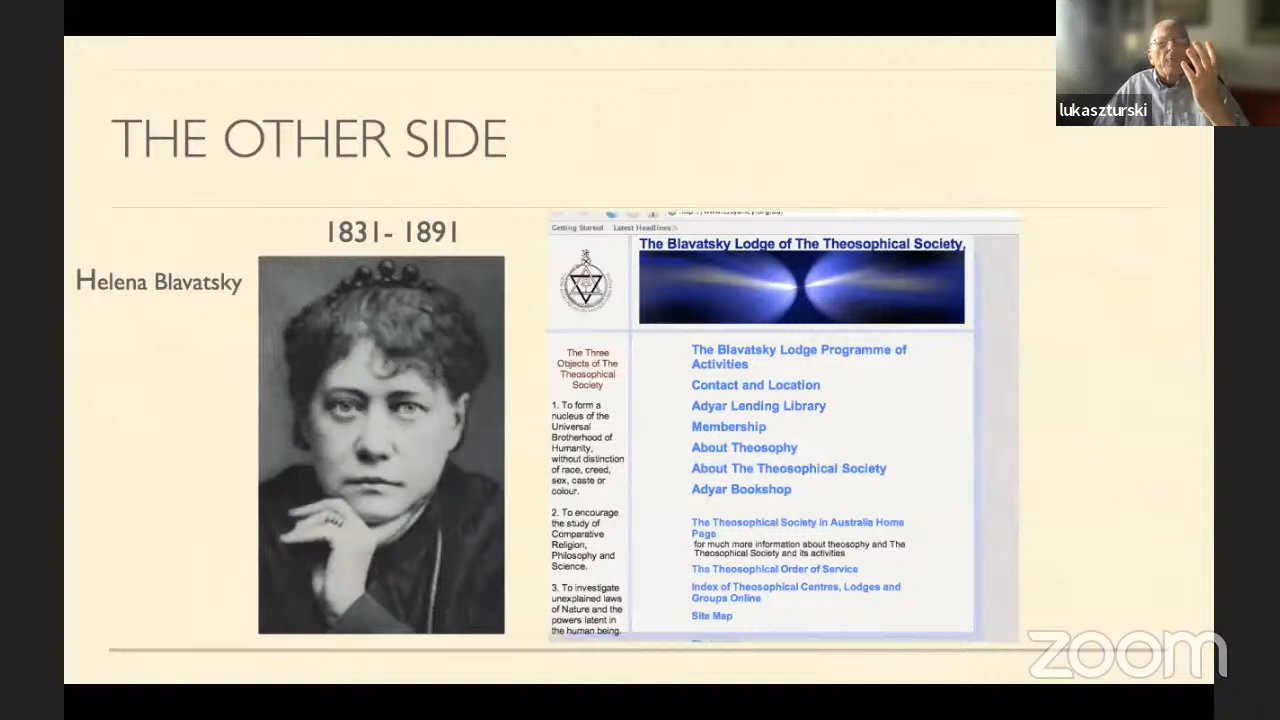 lukaszturski
THE OTHER SIDE
1831- 1891
Helena Blavatsky
Getting Started Latest Headlines
The Blavatsky Lodge of The Theosophical Society,
The Three
Objects of The
Theosophical
Society
1. To form a
nucleus of the
Universal
Brotherhood of
Humanity,
without distinction
of race, creed,
sex, caste or
colour.
2. To encourage
the study of
Comparative
Religion,
Philosophy and
Science.
3. To investigate
unexplained laws
of Nature and the
powers latent in
the human being.
The Blavatsky Lodge Programme of
Activities
Contact and Location
Adyar Lending Library
Membership
About Theosophy
About The Theosophical Society
Adyar Bookshop
The Theosophical Society in Australia Home
Page
for much more information about theosophy and The
Theosophical Society and its activities
The Theosophical Order of Service
Index of Theosophical Centres, Lodges and
Groups Online
Site Map
zoom